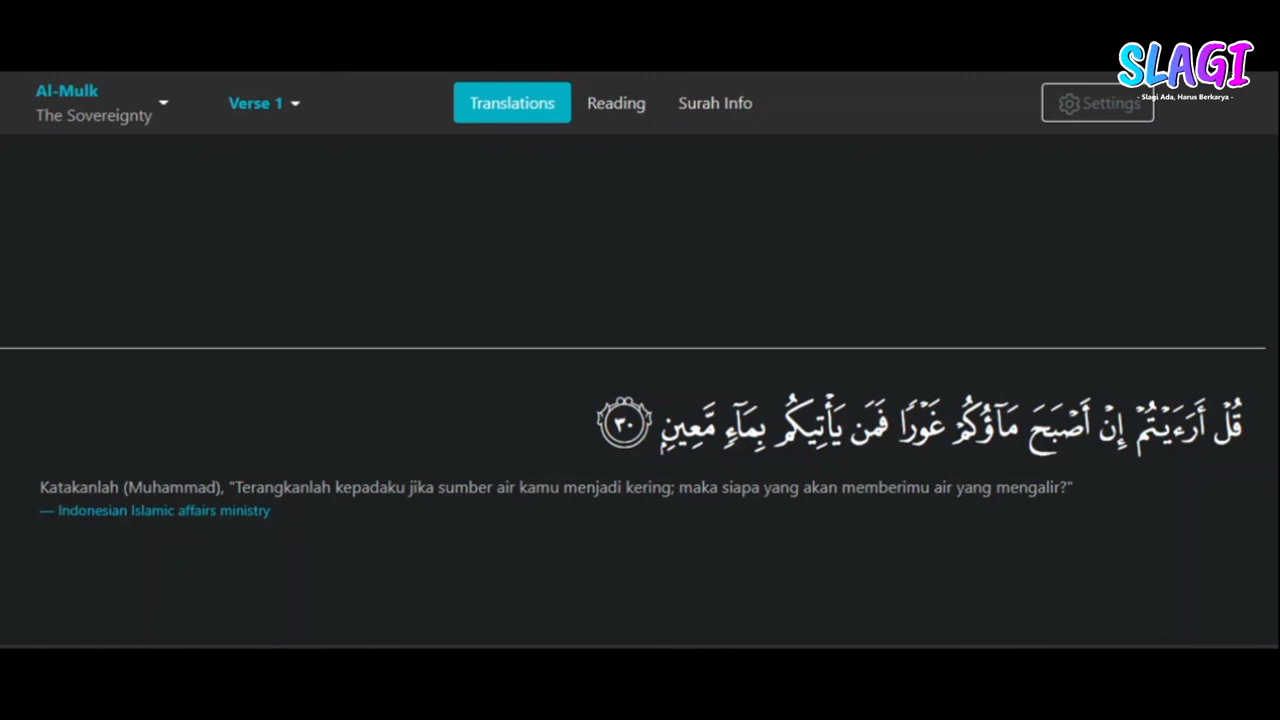 SLAGI
- Slagi Ada, Harus Berkarya -
Al-Mulk
The Sovereignty
Verse 1
Translations
Reading
Surah Info
Settings
قُلْ أَرَءَيْتُمْ إِنْ أَصْبَحَ مَآؤُكُمْ غَوْرًا فَمَن يَأْتِيكُم بِمَآءٍ مَّعِينٍۭ ٣٠
Katakanlah (Muhammad), "Terangkanlah kepadaku jika sumber air kamu menjadi kering; maka siapa yang akan memberimu air yang mengalir?"
— Indonesian Islamic affairs ministry